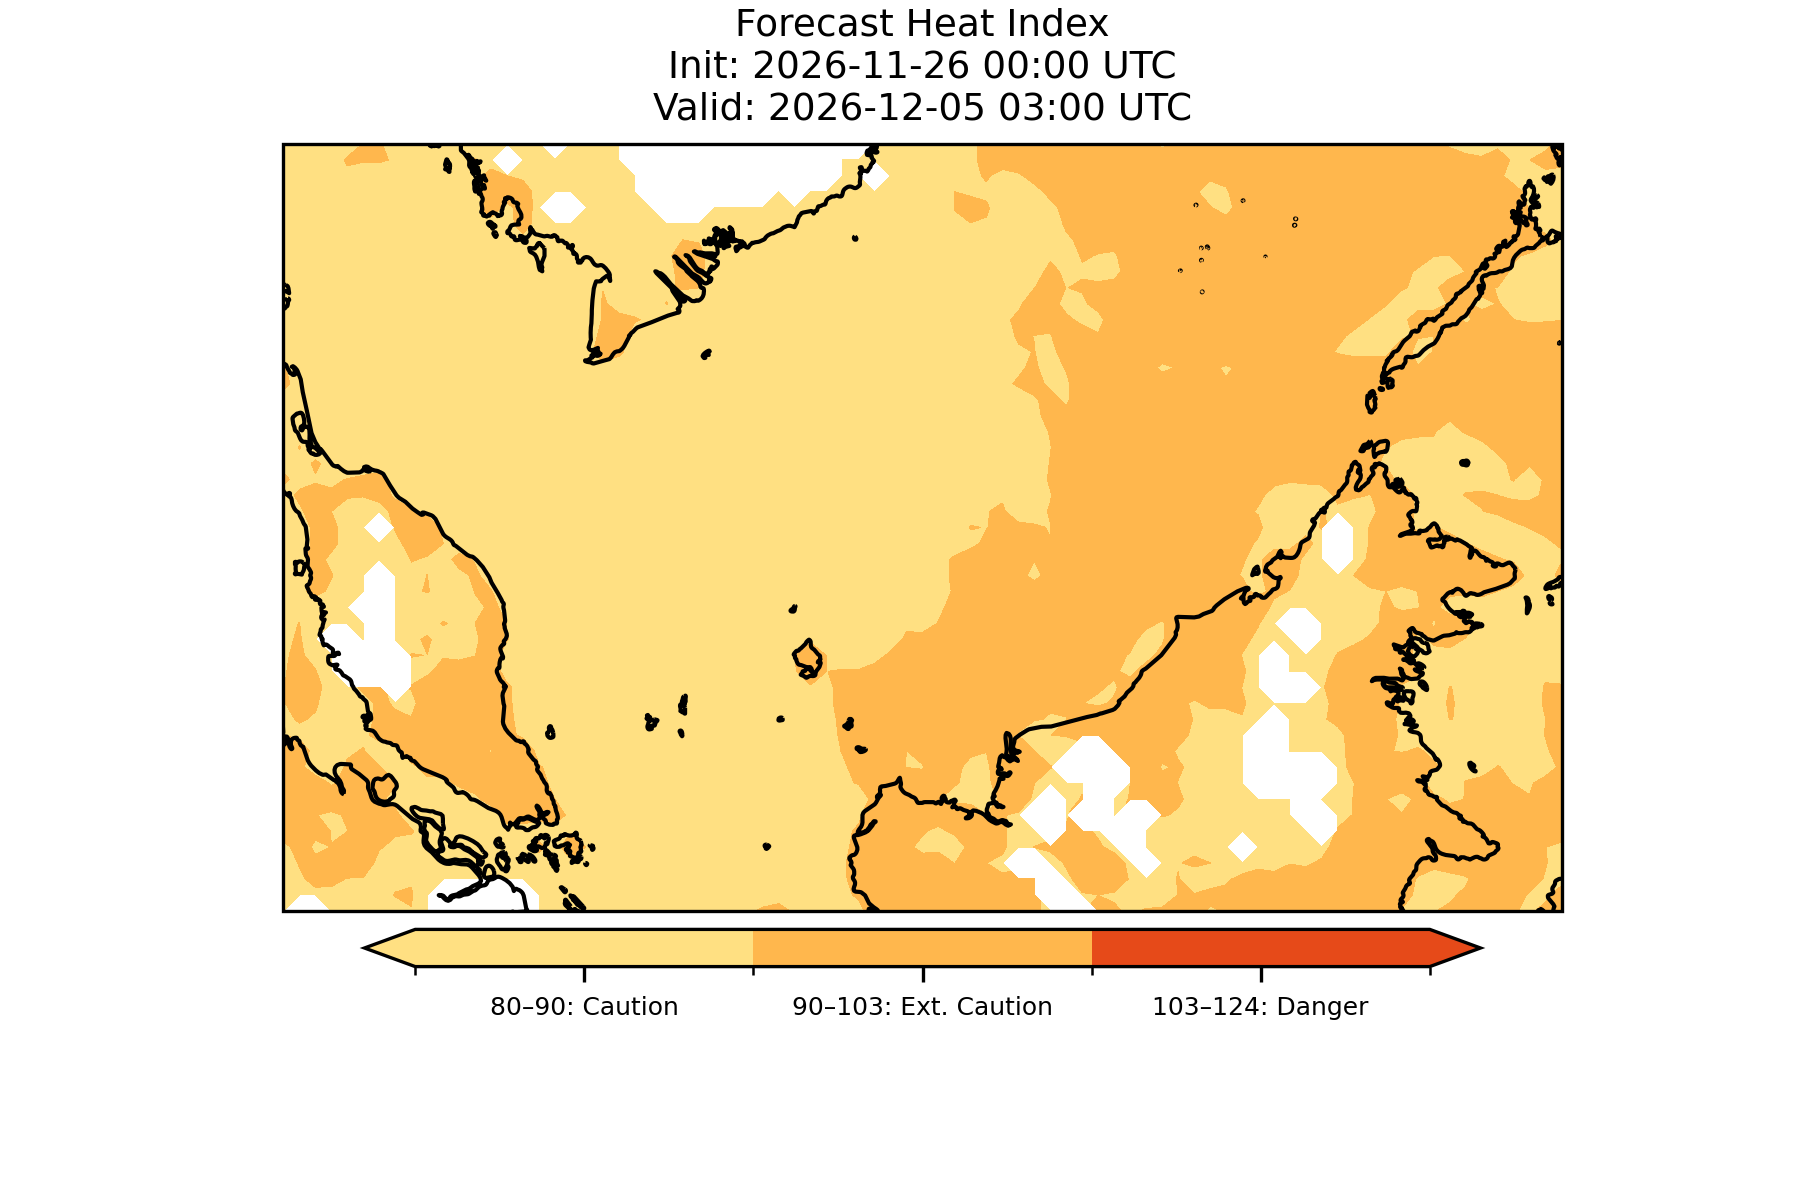 Forecast Heat Index
Init: 2026-11-26 00:00 UTC
Valid: 2026-12-05 03:00 UTC
80–90: Caution
90–103: Ext. Caution
103–124: Danger